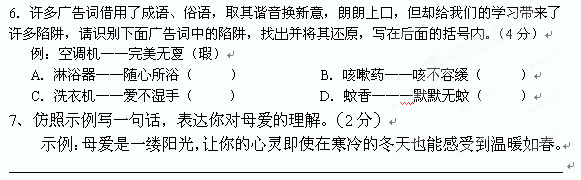 6．许多广告词借用了成语、俗语，取其谐音换新意，朗朗上口，但却给我们的学习带来了
许多陷阱，请识别下面广告词中的陷阱，找出并将其还原，写在后面的括号内。（4 分）
例：空调机——完美无夏（瑕）
A．淋浴器——随心所浴（　　） B．咳嗽药——咳不容缓（　　）
C．洗衣机——爱不湿手（　　） D．蚊香———默默无蚊（　　）
7、仿照示例写一句话，表达你对母爱的理解。（2 分）
示例：母爱是一缕阳光，让你的心灵即使在寒冷的冬天也能感受到温暖如春。